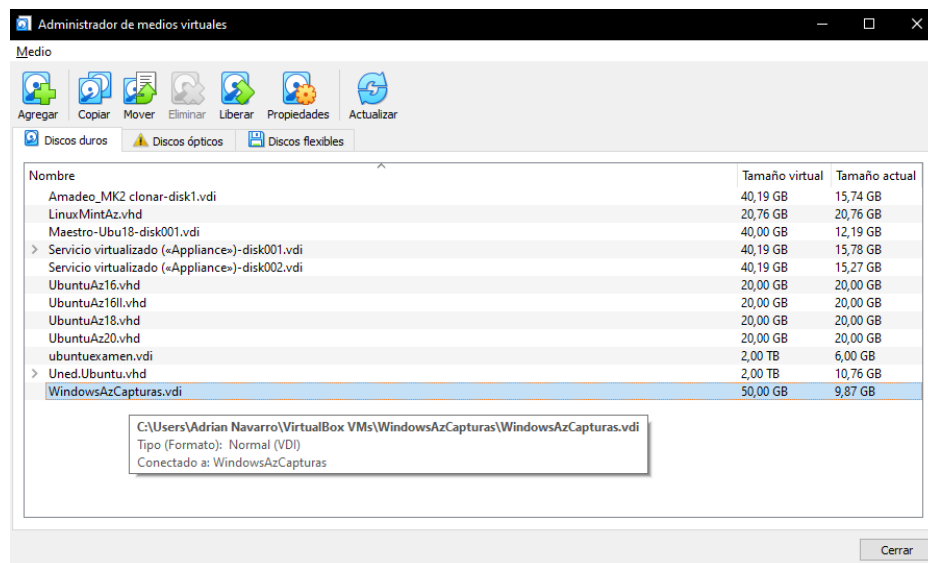 Administrador de medios virtuales
Medio
Agregar Copiar Mover Eliminar Liberar Propiedades Actualizar
Discos duros Discos ópticos Discos flexibles
Nombre Tamaño virtual Tamaño actual
Amadeo_MK2 clonar-disk1.vdi 40,19 GB 15,74 GB
LinuxMintAz.vhd 20,76 GB 20,76 GB
Maestro-Ubu18-disk001.vdi 40,00 GB 12,19 GB
Servicio virtualizado («Appliance»)-disk001.vdi 40,19 GB 15,78 GB
Servicio virtualizado («Appliance»)-disk002.vdi 40,19 GB 15,27 GB
UbuntuAz16.vhd 20,00 GB 20,00 GB
UbuntuAz16II.vhd 20,00 GB 20,00 GB
UbuntuAz18.vhd 20,00 GB 20,00 GB
UbuntuAz20.vhd 20,00 GB 20,00 GB
ubuntuexamen.vdi 2,00 TB 6,00 GB
Uned.Ubuntu.vhd 2,00 TB 10,76 GB
WindowsAzCapturas.vdi 50,00 GB 9,87 GB
C:\Users\Adrian Navarro\VirtualBox VMs\WindowsAzCapturas\WindowsAzCapturas.vdi
Tipo (Formato): Normal (VDI)
Conectado a: WindowsAzCapturas
Cerrar